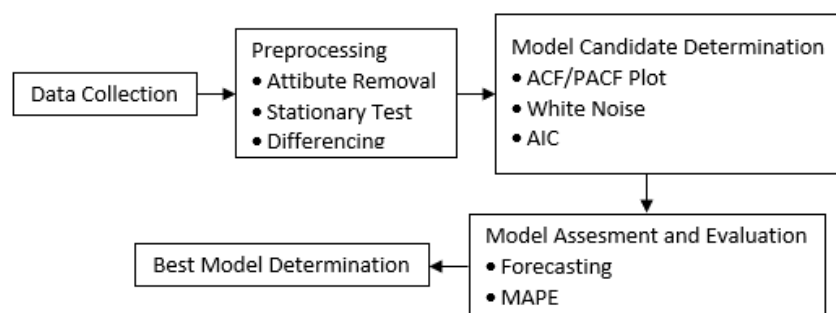 Data Collection
Preprocessing
• Attibute Removal
• Stationary Test
• Differencing
Model Candidate Determination
• ACF/PACF Plot
• White Noise
• AIC
Model Assesment and Evaluation
• Forecasting
• MAPE
Best Model Determination